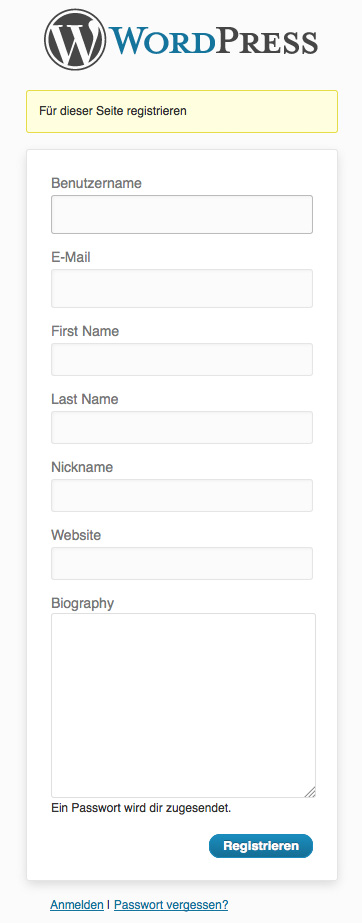 WORDPRESS
Für dieser Seite registrieren
Benutzername
E-Mail
First Name
Last Name
Nickname
Website
Biography
Ein Passwort wird dir zugesendet.
Registrieren
Anmelden | Passwort vergessen?